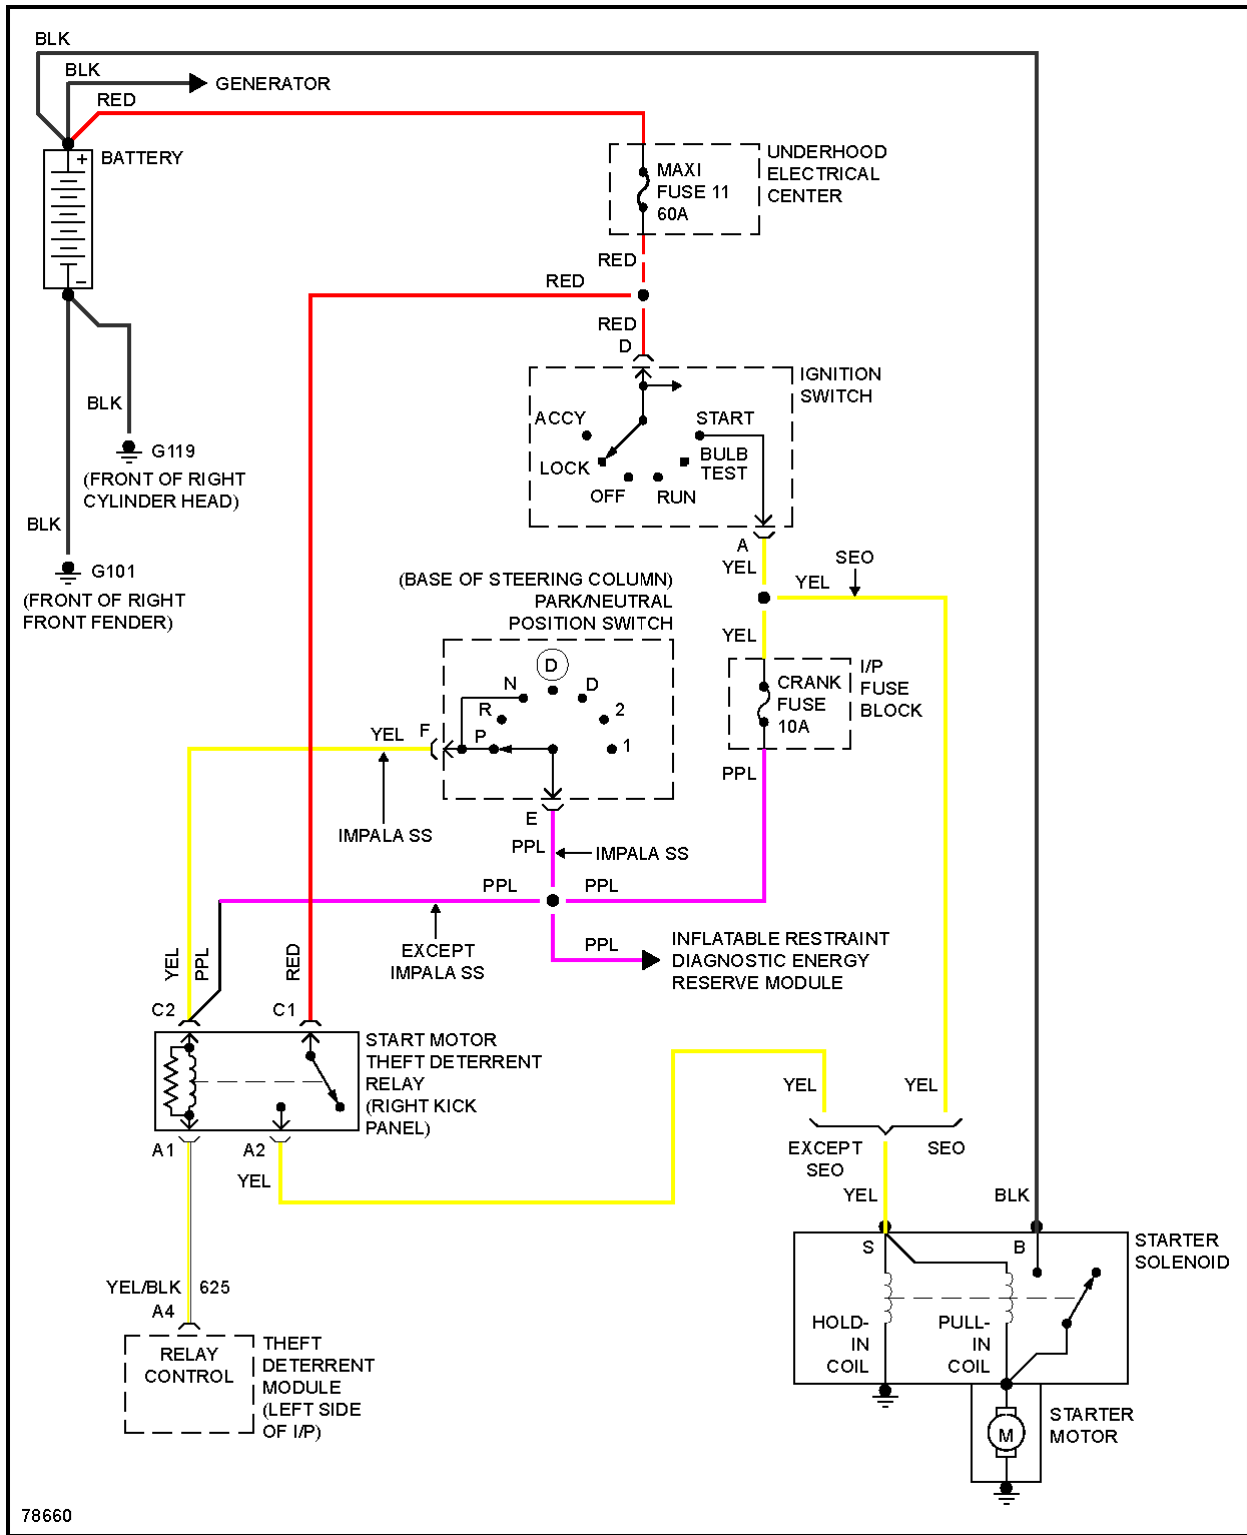 BLK
BLK
GENERATOR
RED
BATTERY
+
−
MAXI
FUSE 11
60A
UNDERHOOD
ELECTRICAL
CENTER
RED
RED
RED
D
IGNITION
SWITCH
ACCY
START
LOCK
BULB
TEST
OFF
RUN
BLK
G119
(FRONT OF RIGHT
CYLINDER HEAD)
BLK
G101
(FRONT OF RIGHT
FRONT FENDER)
A
YEL
SEO
YEL
(BASE OF STEERING COLUMN)
PARK/NEUTRAL
POSITION SWITCH
YEL
D
N
D
R
2
P
1
CRANK
FUSE
10A
I/P
FUSE
BLOCK
YEL
F
IMPALA SS
PPL
E
PPL
IMPALA SS
PPL
PPL
EXCEPT
IMPALA SS
PPL
INFLATABLE RESTRAINT
DIAGNOSTIC ENERGY
RESERVE MODULE
YEL
PPL
RED
C2
C1
START MOTOR
THEFT DETERRENT
RELAY
(RIGHT KICK
PANEL)
A1
A2
YEL
YEL
YEL
EXCEPT
SEO
SEO
YEL
BLK
S
B
STARTER
SOLENOID
HOLD-
IN
COIL
PULL-
IN
COIL
YEL/BLK
625
A4
RELAY
CONTROL
THEFT
DETERRENT
MODULE
(LEFT SIDE
OF I/P)
M
STARTER
MOTOR
78660